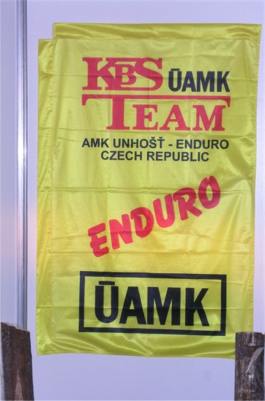 KBS ÚAMK
TEAM
AMK UNHOŠŤ - ENDURO
CZECH REPUBLIC
ENDURO
ÚAMK